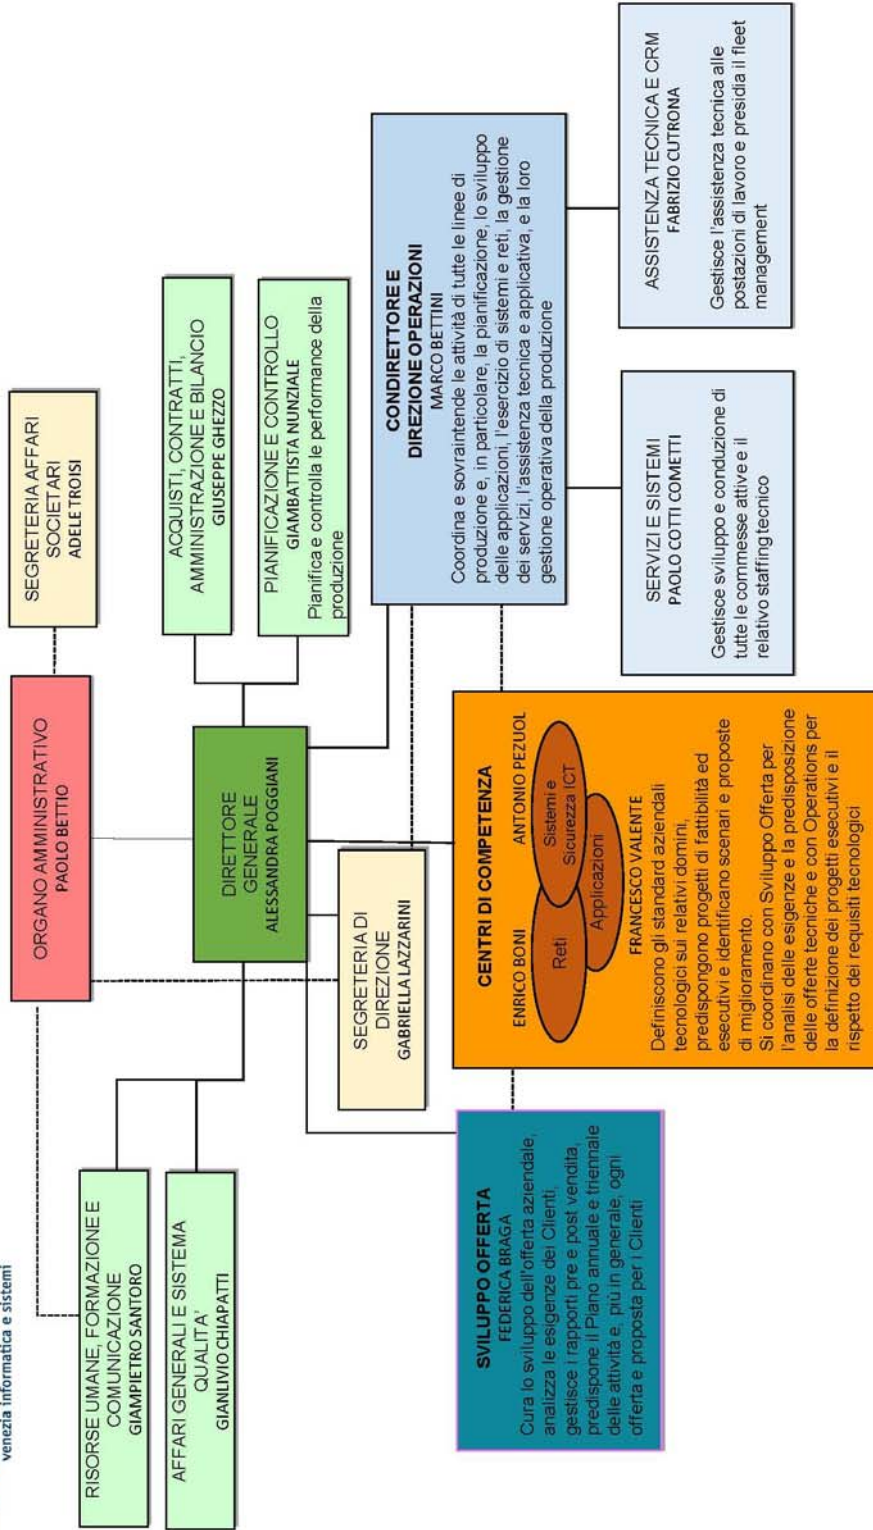 venezia informatica e sistemi
ORGANO AMMINISTRATIVO
PAOLO BETTIO
SEGRETERIA AFFARI
SOCIETARI
ADELE TROISI
RISORSE UMANE, FORMAZIONE E
COMUNICAZIONE
GIAMPIETRO SANTORO
AFFARI GENERALI E SISTEMA
QUALITA'
GIANLIVIO CHIAPATTI
DIRETTORE
GENERALE
ALESSANDRA POGGIANI
ACQUISTI, CONTRATTI,
AMMINISTRAZIONE E BILANCIO
GIUSEPPE GHEZZO
PIANIFICAZIONE E CONTROLLO
GIAMBATTISTA NUNZIALE
Pianifica e controlla le performance della
produzione
SEGRETERIA DI
DIREZIONE
GABRIELLA LAZZARINI
CONDIRETTORE E
DIREZIONE OPERAZIONI
MARCO BETTINI
Coordina e sovraintende le attività di tutte le linee di
produzione e, in particolare, la pianificazione, lo sviluppo
delle applicazioni, l'esercizio di sistemi e reti, la gestione
dei servizi, l'assistenza tecnica e applicativa, e la loro
gestione operativa della produzione
SVILUPPO OFFERTA
FEDERICA BRAGA
Cura lo sviluppo dell'offerta aziendale,
analizza le esigenze dei Clienti,
gestisce i rapporti pre e post vendita,
predispone il Piano annuale e triennale
delle attività e, più in generale, ogni
offerta e proposta per i Clienti
CENTRI DI COMPETENZA
ENRICO BONI
ANTONIO PEZUOL
Reti
Sistemi e
Sicurezza ICT
Applicazioni
FRANCESCO VALENTE
Definiscono gli standard aziendali
tecnologici sui relativi domini,
predispongono progetti di fattibilità ed
esecutivi e identificano scenari e proposte
di miglioramento.
Si coordinano con Sviluppo Offerta per
l'analisi delle esigenze e la predisposizione
delle offerte tecniche e con Operations per
la definizione dei progetti esecutivi e il
rispetto dei requisiti tecnologici
SERVIZI E SISTEMI
PAOLO COTTI COMETTI
Gestisce sviluppo e conduzione di
tutte le commesse attive e il
relativo staffing tecnico
ASSISTENZA TECNICA E CRM
FABRIZIO CUTRONA
Gestisce l'assistenza tecnica alle
postazioni di lavoro e presidia il fleet
management